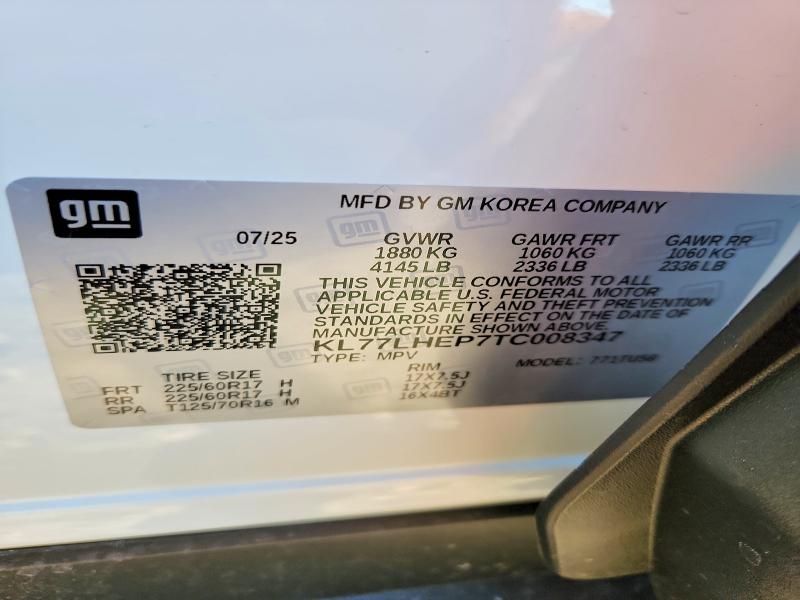 gm
MFD BY GM KOREA COMPANY
07/25
GVWR GAWR FRT GAWR RR
1880 KG 1060 KG 1060 KG
4145 LB 2336 LB 2336 LB
THIS VEHICLE CONFORMS TO ALL
APPLICABLE U.S. FEDERAL MOTOR
VEHICLE SAFETY AND THEFT PREVENTION
STANDARDS IN EFFECT ON THE DATE OF
MANUFACTURE SHOWN ABOVE.
KL77LHEP7TC008347
TYPE: MPV MODEL: 771TU58
TIRE SIZE RIM
FRT 225/60R17 H 17X7.5J
RR 225/60R17 H 17X7.5J
SPA T125/70R16 M 16X4BT